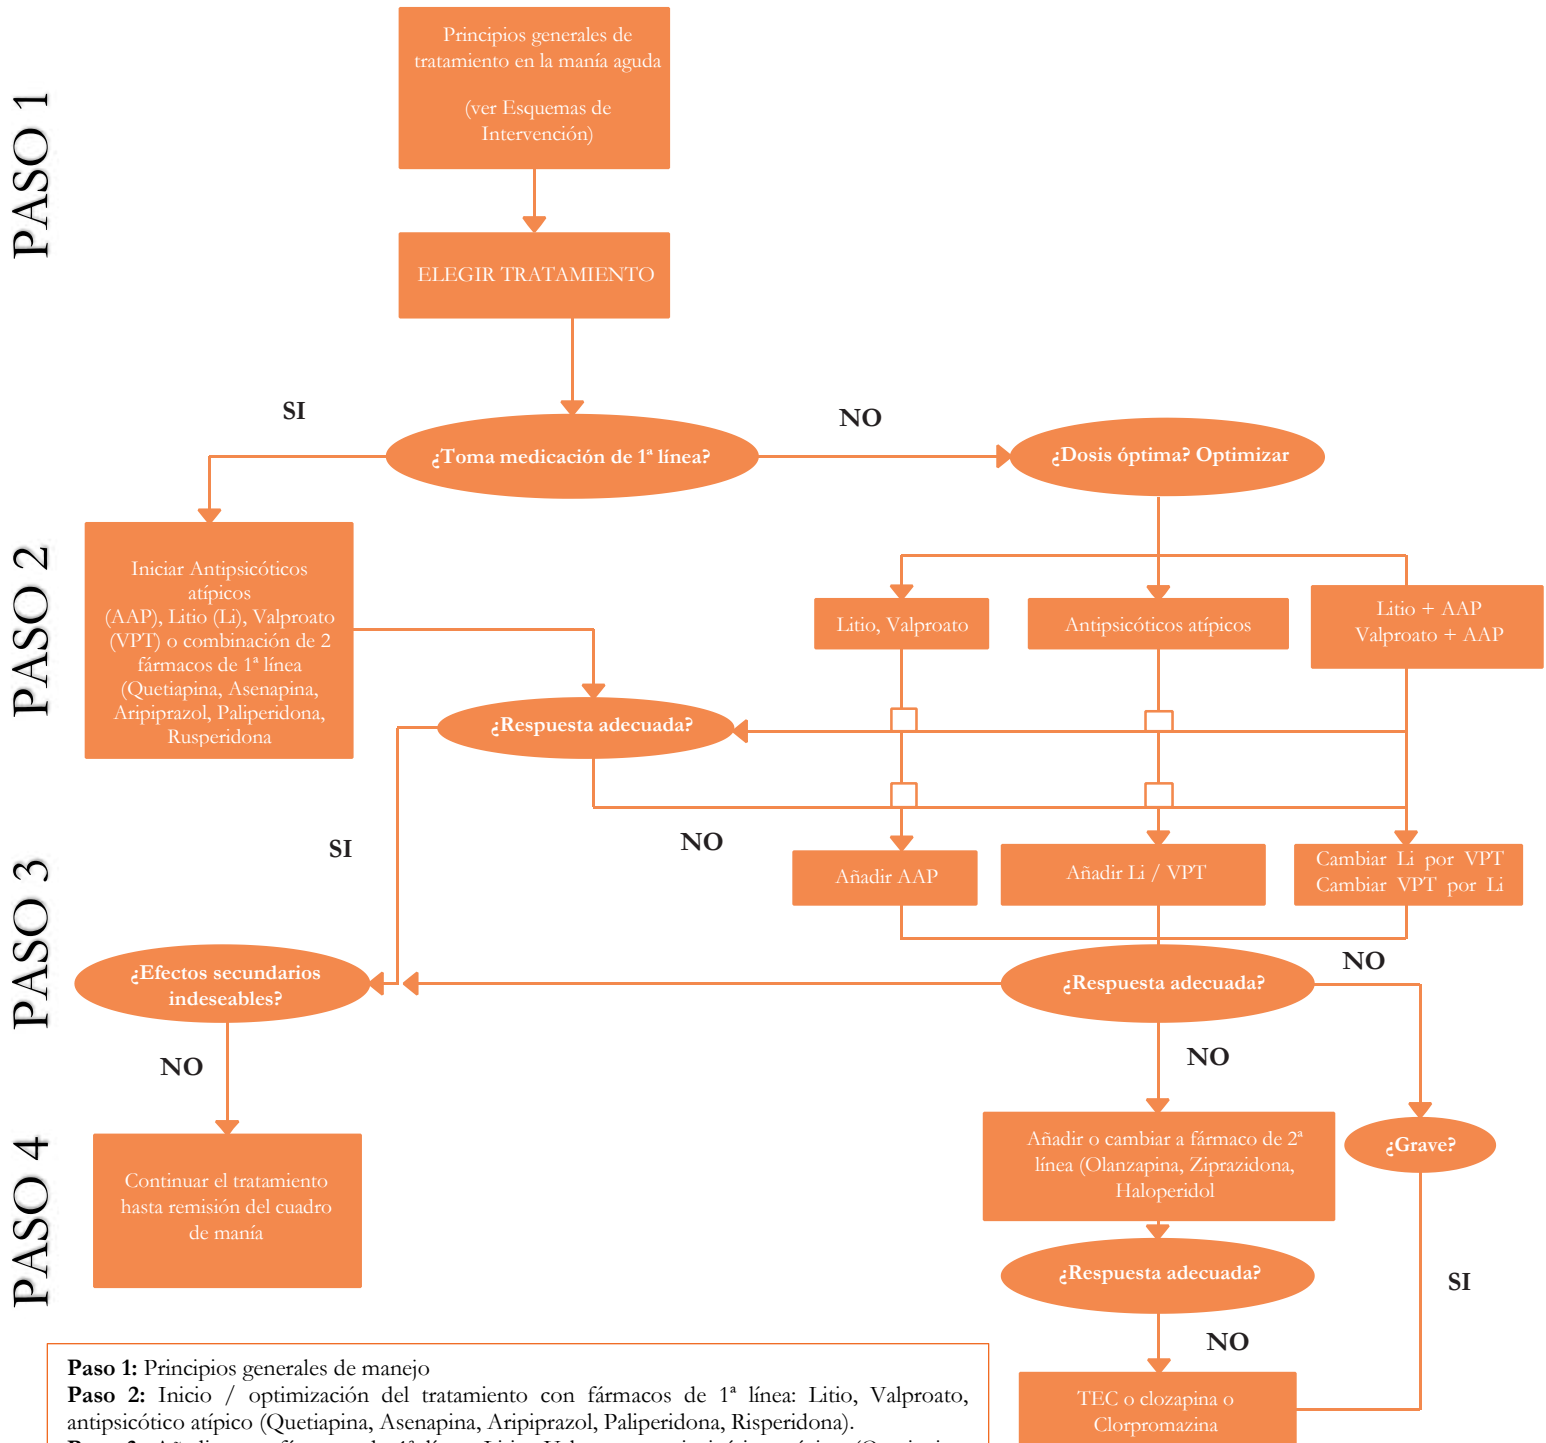 PASO 1
Principios generales de
tratamiento en la manía aguda
(ver Esquemas de
Intervención)
ELEGIR TRATAMIENTO
SI
NO
¿Toma medicación de 1ª línea?
¿Dosis óptima? Optimizar
PASO 2
Iniciar Antipsicóticos
atípicos
(AAP), Litio (Li), Valproato
(VPT) o combinación de 2
fármacos de 1ª línea
(Quetiapina, Asenapina,
Aripiprazol, Paliperidona,
Rusperidona
Litio, Valproato
Antipsicóticos atípicos
Litio + AAP
Valproato + AAP
¿Respuesta adecuada?
SI
NO
PASO 3
Añadir AAP
Añadir Li / VPT
Cambiar Li por VPT
Cambiar VPT por Li
¿Efectos secundarios
indeseables?
¿Respuesta adecuada?
NO
NO
NO
PASO 4
Continuar el tratamiento
hasta remisión del cuadro
de manía
Añadir o cambiar a fármaco de 2ª
línea (Olanzapina, Ziprazidona,
Haloperidol
¿Grave?
¿Respuesta adecuada?
SI
NO
TEC o clozapina o
Clorpromazina
Paso 1: Principios generales de manejo
Paso 2: Inicio / optimización del tratamiento con fármacos de 1ª línea: Litio, Valproato,
antipsicótico atípico (Quetiapina, Asenapina, Aripiprazol, Paliperidona, Risperidona).